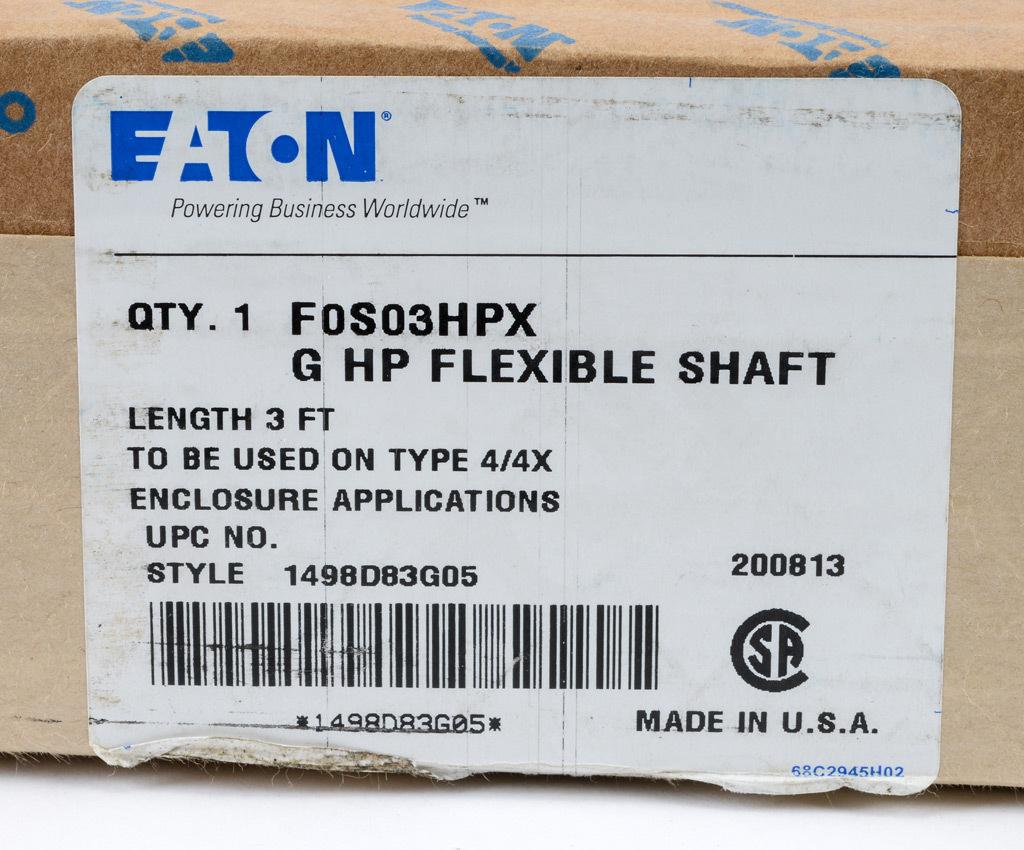 EATON®
Powering Business Worldwide™
QTY. 1 F0S03HPX
G HP FLEXIBLE SHAFT
LENGTH 3 FT
TO BE USED ON TYPE 4/4X
ENCLOSURE APPLICATIONS
UPC NO.
STYLE 1498D83G05
200813
SA
*1498D83G05*
MADE IN U.S.A.
68C2945H02